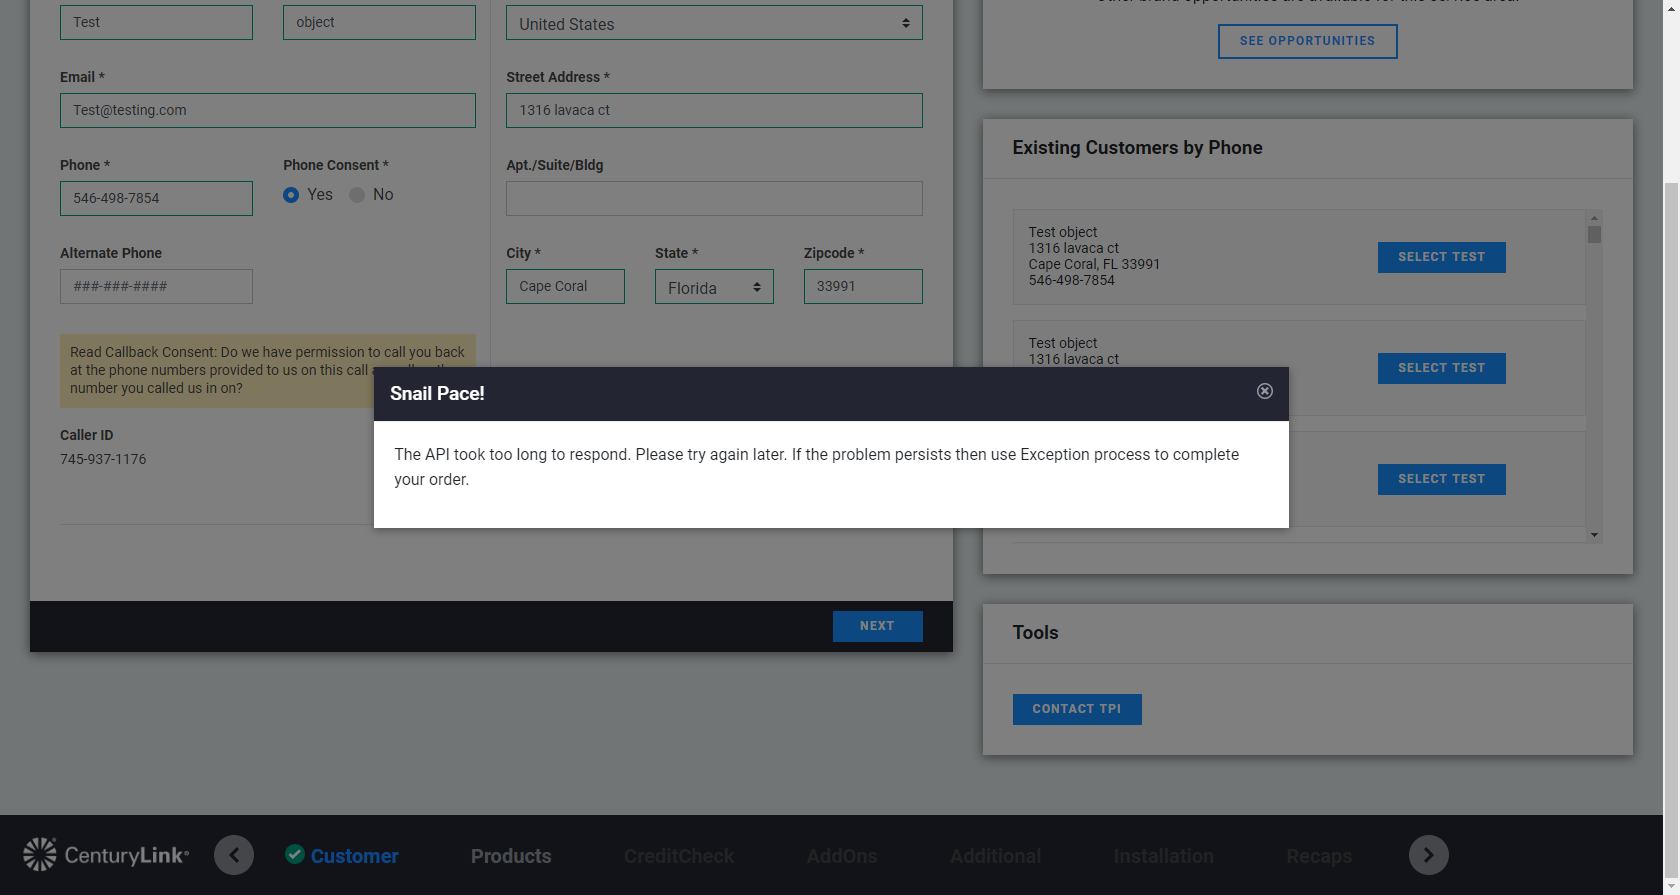 Test
object
United States
Email *
Test@testing.com
Phone *
546-498-7854
Phone Consent *
Yes
No
Alternate Phone
###-###-####
Read Callback Consent: Do we have permission to call you back
at the phone numbers provided to us on this call
number you called us in on?
Caller ID
745-937-1176
Street Address *
1316 lavaca ct
Apt./Suite/Bldg
City *
State *
Zipcode *
Cape Coral
Florida
33991
NEXT
SEE OPPORTUNITIES
Existing Customers by Phone
Test object
1316 lavaca ct
Cape Coral, FL 33991
546-498-7854
SELECT TEST
Test object
1316 lavaca ct
SELECT TEST
SELECT TEST
Snail Pace!
The API took too long to respond. Please try again later. If the problem persists then use Exception process to complete
your order.
Tools
CONTACT TPI
CenturyLink®
Customer
Products
CreditCheck
AddOns
Additional
Installation
Recaps